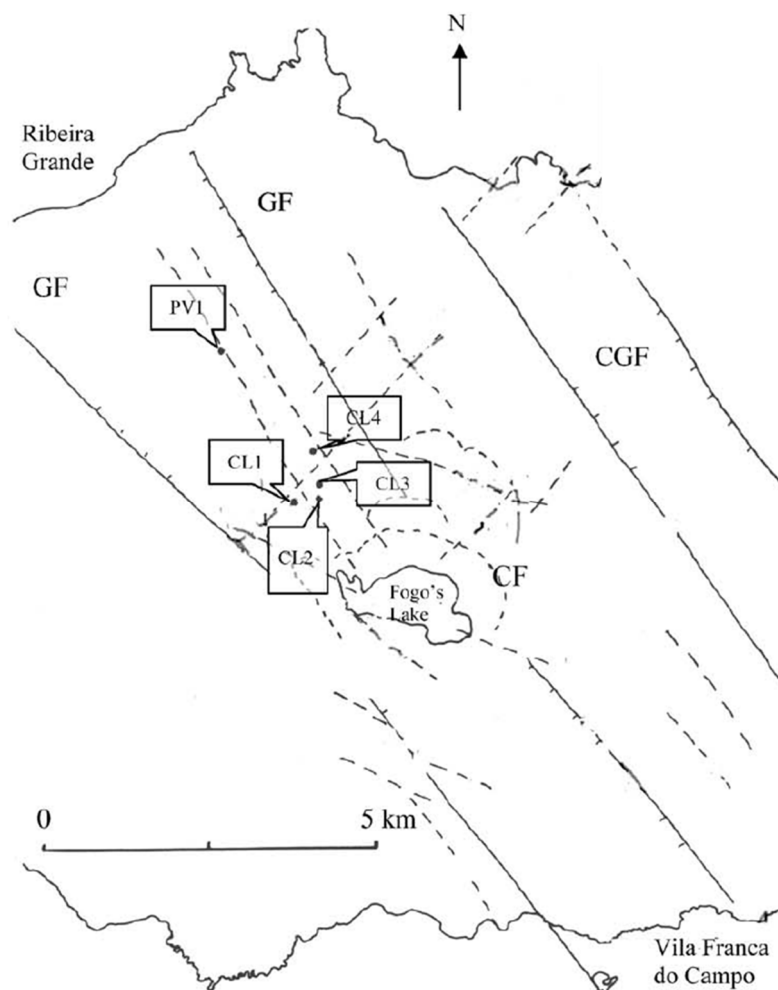 N
Ribeira
Grande
GF
GF
PV1
CGF
CL4
CL1
CL3
CL2
CF
Fogo's
Lake
0
5 km
Vila Franca
do Campo